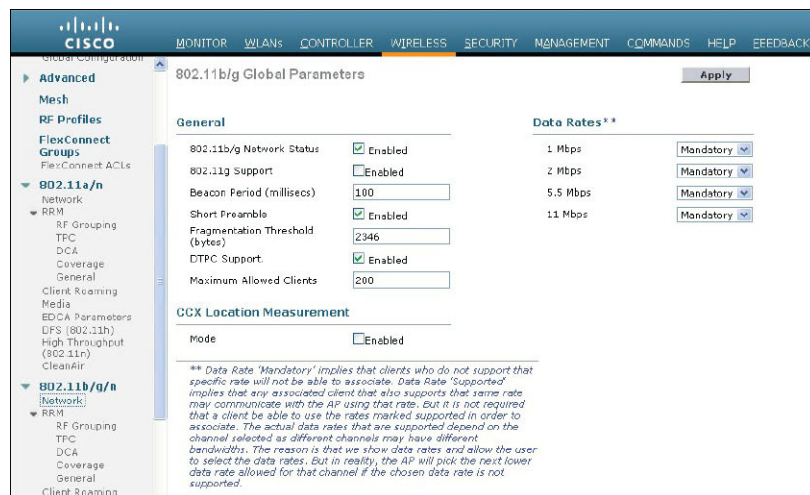 CISCO
MONITOR WLANs CONTROLLER WIRELESS SECURITY MANAGEMENT COMMANDS HELP FEEDBACK
Global Configuration
Advanced
Mesh
RF Profiles
FlexConnect
Groups
FlexConnect ACLs
802.11a/n
Network
RRM
RF Grouping
TPC
DCA
Coverage
General
Client Roaming
Media
EDCA Parameters
DFS (802.11h)
High Throughput
(802.11n)
CleanAir
802.11b/g/n
Network
RRM
RF Grouping
TPC
DCA
Coverage
General
Client Roaming
802.11b/g Global Parameters
Apply
General
802.11b/g Network Status Enabled
802.11g Support Enabled
Beacon Period (millisecs) 100
Short Preamble Enabled
Fragmentation Threshold
(bytes) 2346
DTPC Support. Enabled
Maximum Allowed Clients 200
CCX Location Measurement
Mode Enabled
Data Rates**
1 Mbps Mandatory
2 Mbps Mandatory
5.5 Mbps Mandatory
11 Mbps Mandatory
** Data Rate 'Mandatory' implies that clients who do not support that
specific rate will not be able to associate. Data Rate 'Supported'
implies that any associated client that also supports that same rate
may communicate with the AP using that rate. But it is not required
that a client be able to use the rates marked supported in order to
associate. The actual data rates that are supported depend on the
channel selected as different channels may have different
bandwidths. The reason is that we show data rates and allow the user
to select the data rates. But in reality, the AP will pick the next lower
data rate allowed for that channel if the chosen data rate is not
supported.